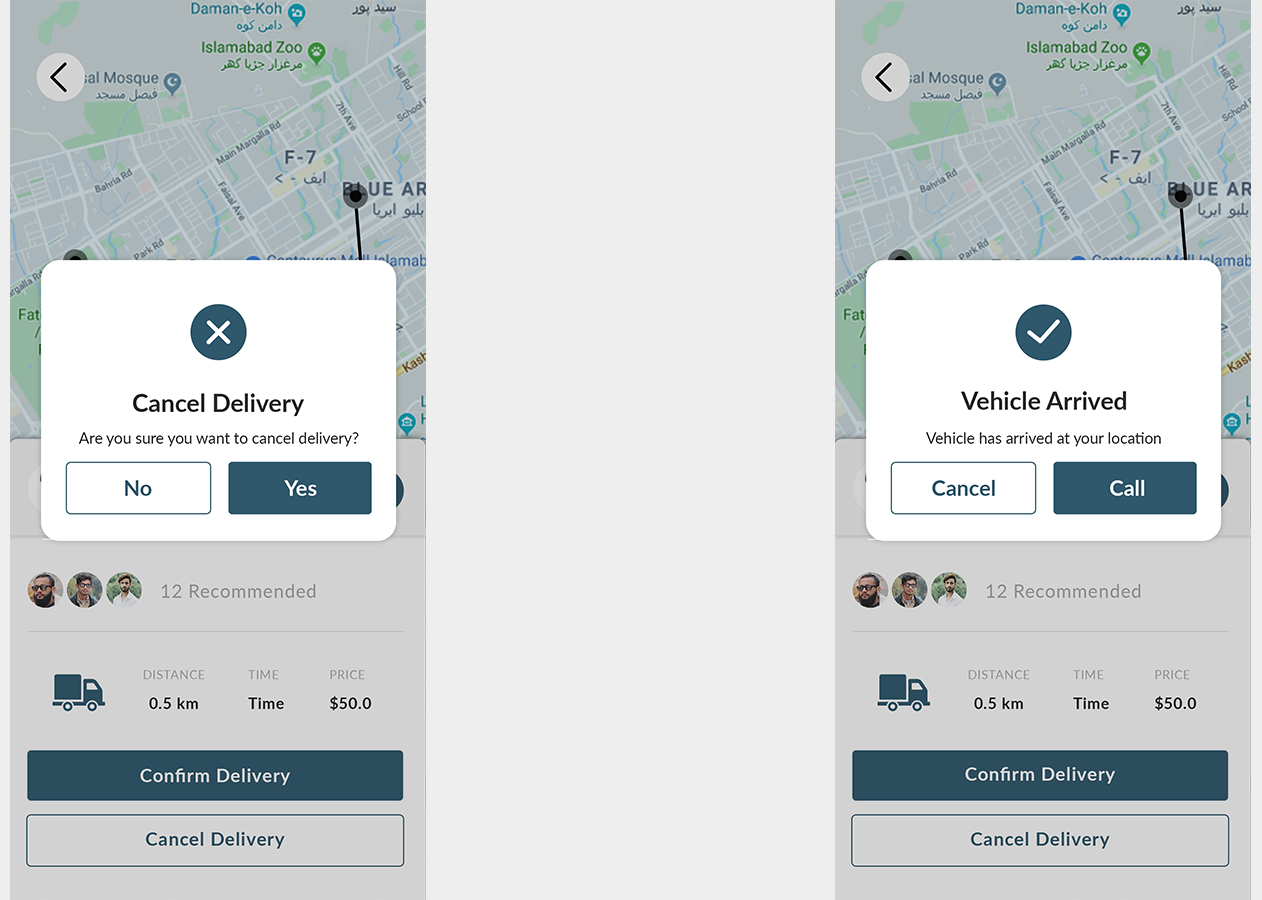 Daman-e-Koh
دامن کوہ
سید پور
Islamabad Zoo
مرغزار چڑیا گھر
sal Mosque
فیصل مسجد
Hill Rd
School
7th Ave
Main Margalla Rd
F-7
ایف - >
Bahria Rd
Faisal Ave
BLUE AR
بلیو ایریا
Park Rd
Centaurus Mall Islamab
argalla Rd
Fat
Kash
Cancel Delivery
Are you sure you want to cancel delivery?
No
Yes
12 Recommended
DISTANCE TIME PRICE
0.5 km Time $50.0
Confirm Delivery
Cancel Delivery
Daman-e-Koh
دامن کوہ
سید پور
Islamabad Zoo
مرغزار چڑیا گھر
sal Mosque
فیصل مسجد
Hill Rd
School
7th Ave
Main Margalla Rd
F-7
ایف - >
Bahria Rd
Faisal Ave
BLUE AR
بلیو ایریا
Park Rd
Centaurus Mall Islamab
argalla Rd
Fat
Kash
Vehicle Arrived
Vehicle has arrived at your location
Cancel
Call
12 Recommended
DISTANCE TIME PRICE
0.5 km Time $50.0
Confirm Delivery
Cancel Delivery